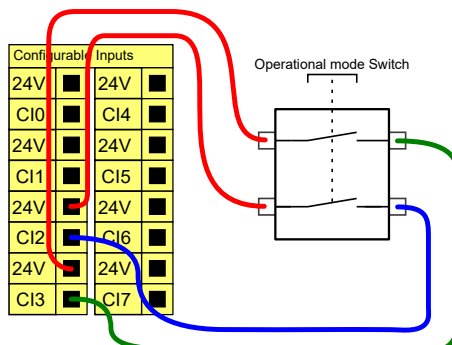 Configurable Inputs
Operational mode Switch
24V 24V
CI0 CI4
24V 24V
CI1 CI5
24V 24V
CI2 CI6
24V 24V
CI3 CI7